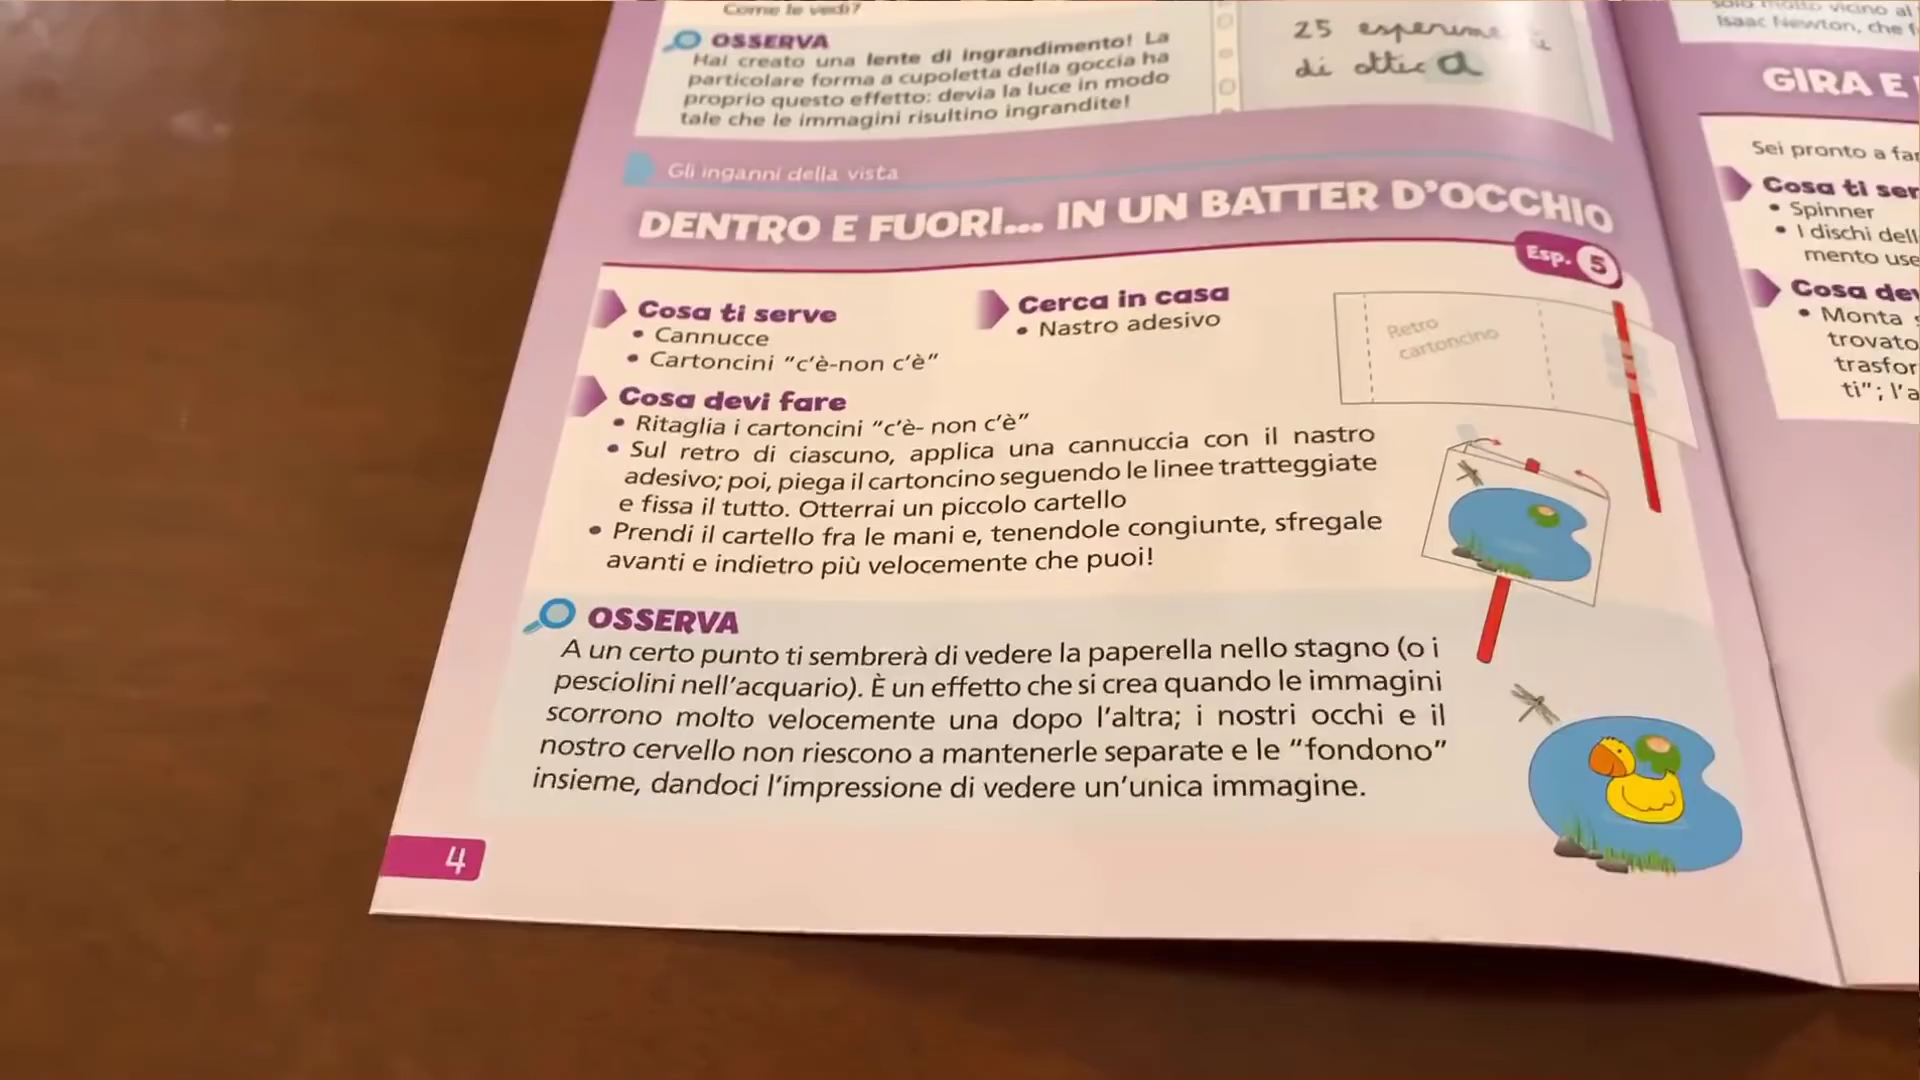 Come le vedi?
OSSERVA
Hai creato una lente di ingrandimento! La
particolare forma a cupoletta della goccia ha
proprio questo effetto: devia la luce in modo
tale che le immagini risultino ingrandite!
25
di ottica
Gli inganni della vista
DENTRO E FUORI... IN UN BATTER D'OCCHIO
Esp. 5
Cosa ti serve
• Cannucce
• Cartoncini “c'è-non c'è”
Cerca in casa
• Nastro adesivo
Retro
cartoncino
Cosa devi fare
• Ritaglia i cartoncini “c'è- non c'è”
• Sul retro di ciascuno, applica una cannuccia con il nastro
adesivo; poi, piega il cartoncino seguendo le linee tratteggiate
e fissa il tutto. Otterrai un piccolo cartello
• Prendi il cartello fra le mani e, tenendole congiunte, sfregale
avanti e indietro più velocemente che puoi!
OSSERVA
A un certo punto ti sembrerà di vedere la paperella nello stagno (o i
pesciolini nell'acquario). È un effetto che si crea quando le immagini
scorrono molto velocemente una dopo l'altra; i nostri occhi e il
nostro cervello non riescono a mantenerle separate e le “fondono”
insieme, dandoci l'impressione di vedere un'unica immagine.
4
solo molto vicino al
Isaac Newton, che
GIRA E
Sei pronto a far
Cosa ti ser
• Spinner
• I dischi dell
mento use
Cosa dev
• Monta
trovato
trasfor
ti”; l'a